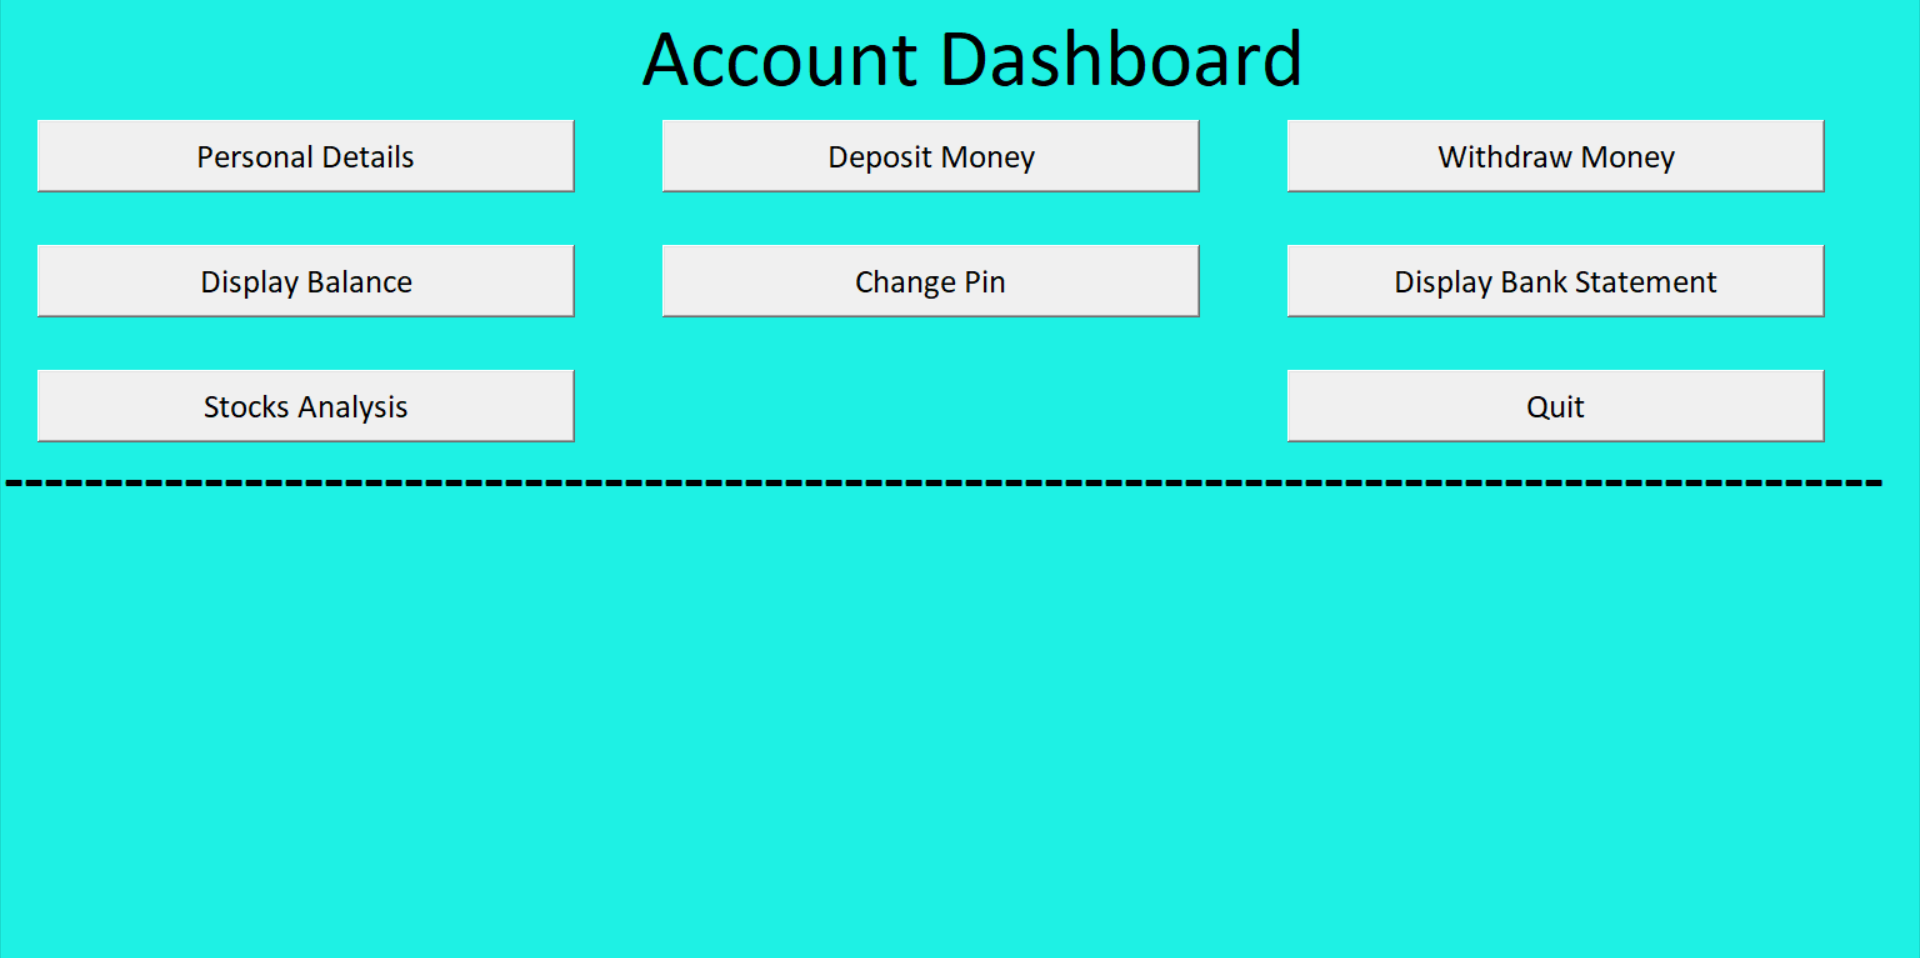 Account Dashboard
Personal Details
Deposit Money
Withdraw Money
Display Balance
Change Pin
Display Bank Statement
Stocks Analysis
Quit
----------------------------------------------------------------------------------------------